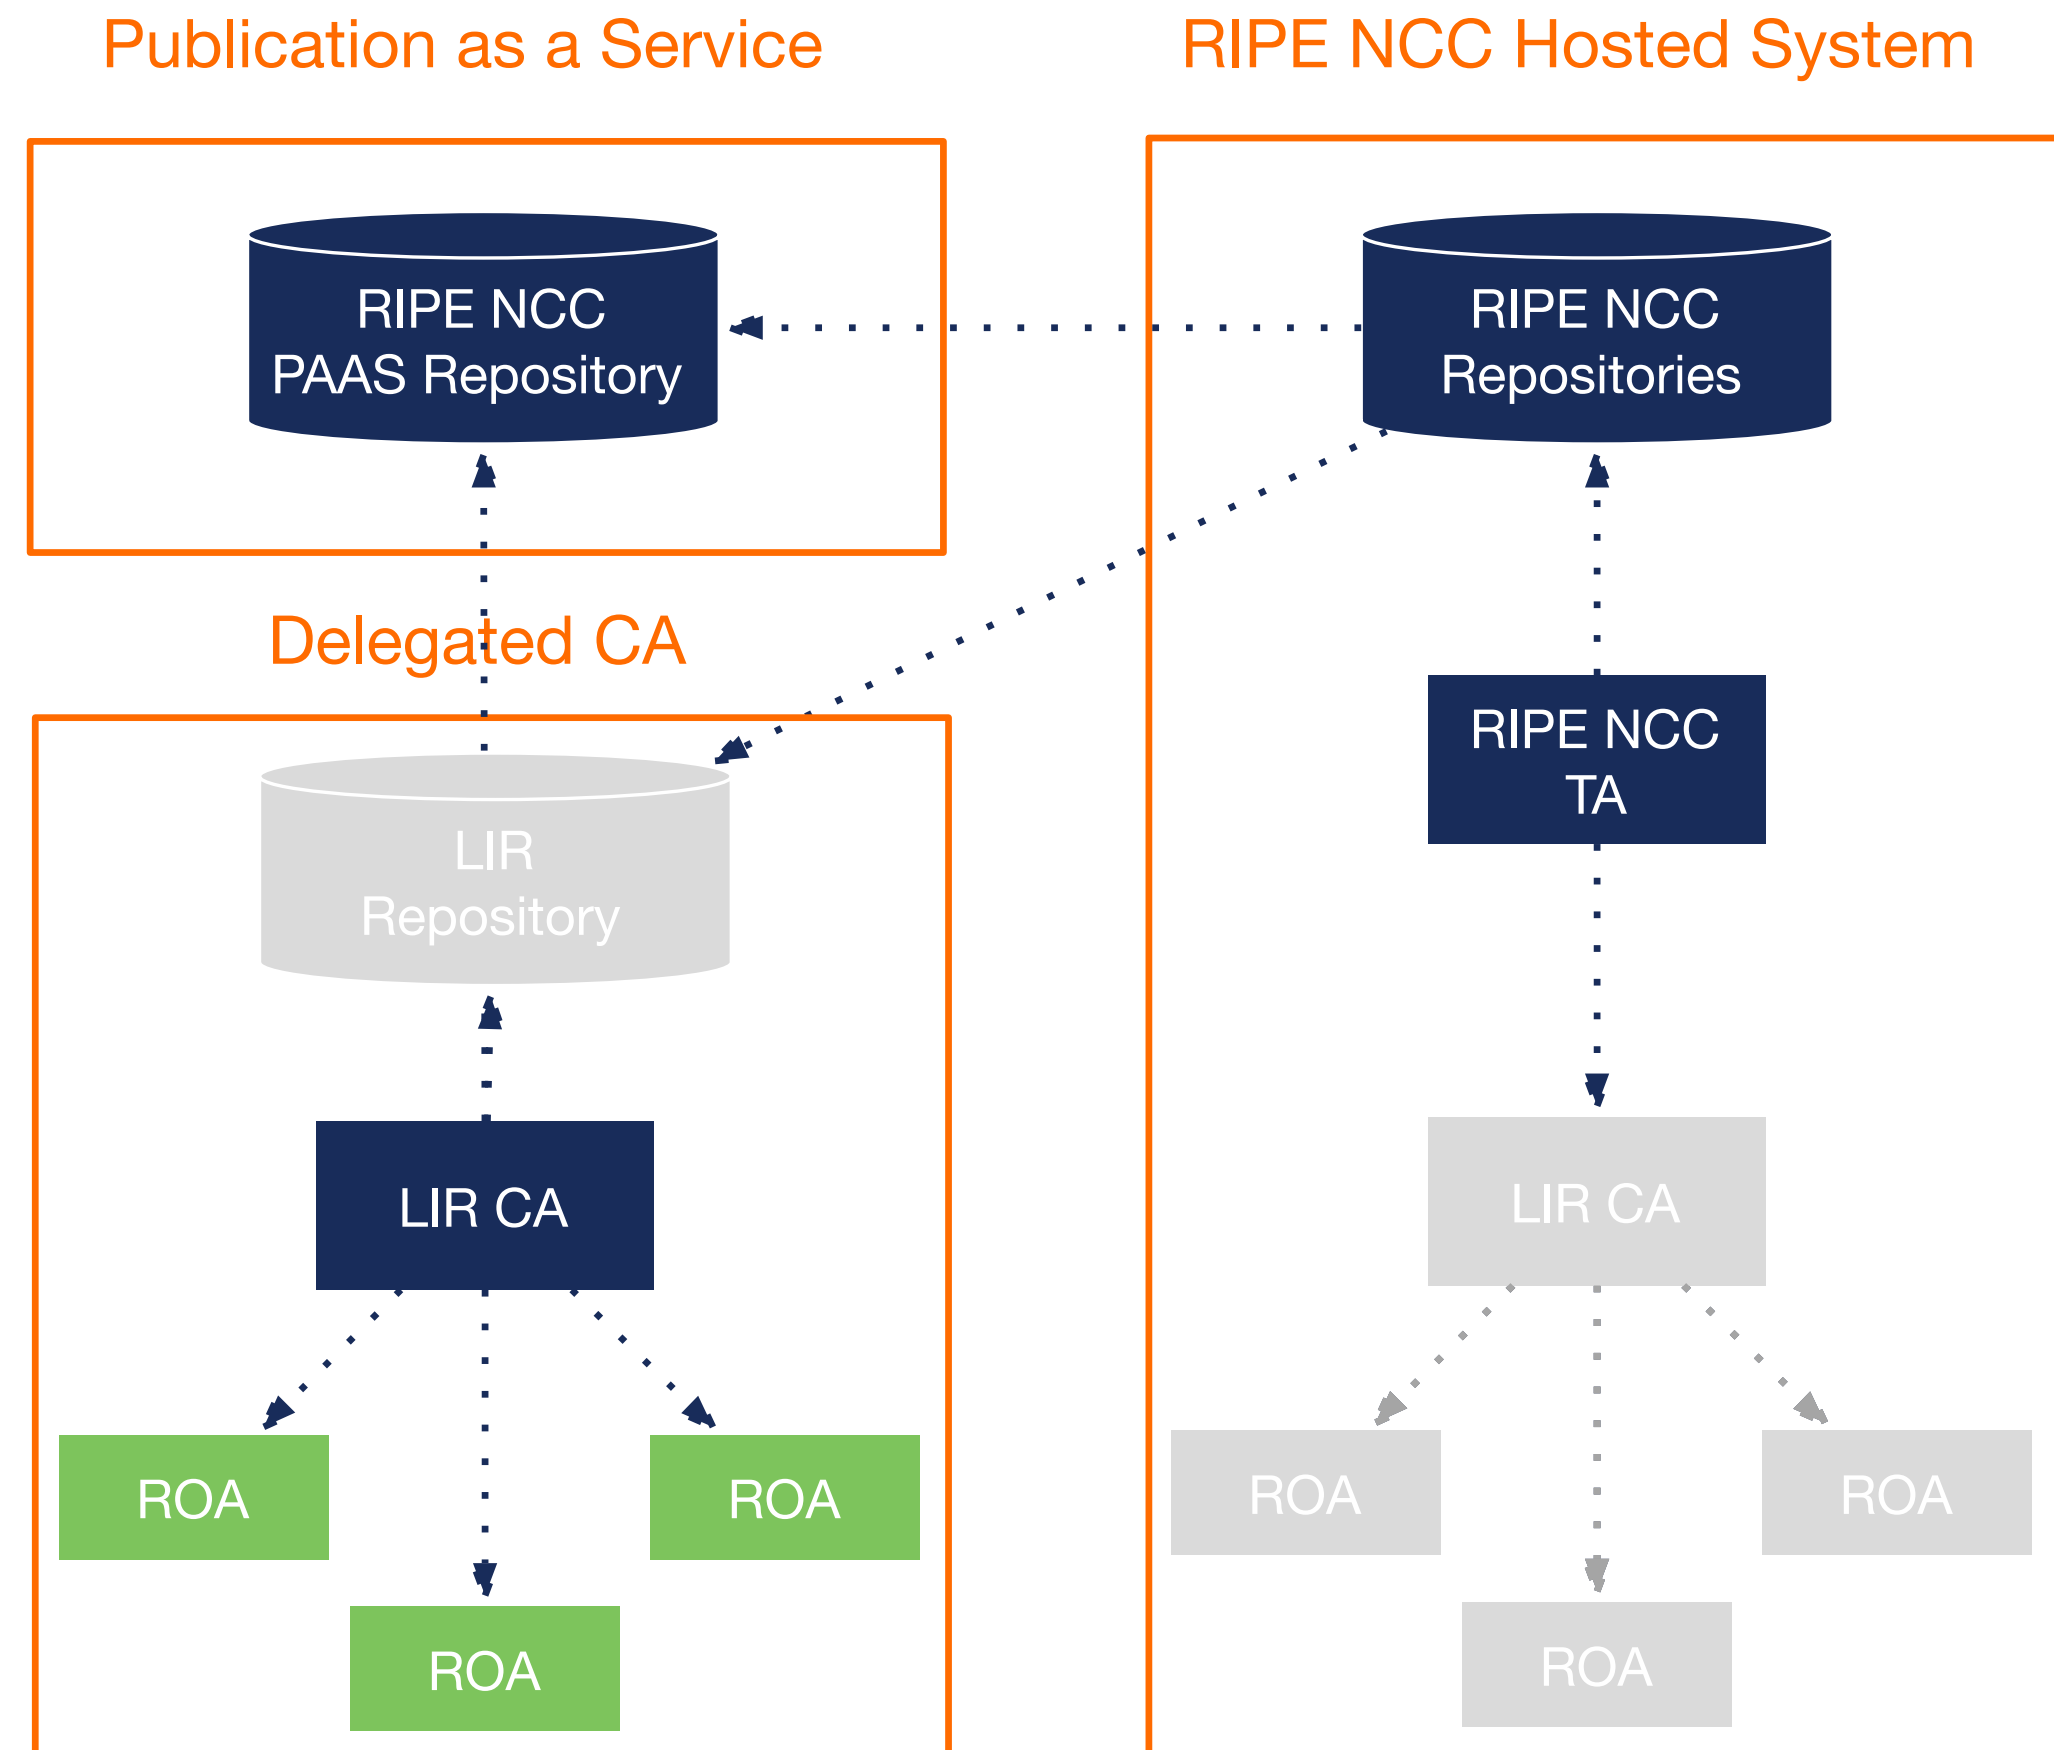 Publication as a Service
RIPE NCC Hosted System
RIPE NCC
PAAS Repository
RIPE NCC
Repositories
Delegated CA
RIPE NCC
TA
LIR
Repository
LIR CA
LIR CA
ROA
ROA
ROA
ROA
ROA
ROA